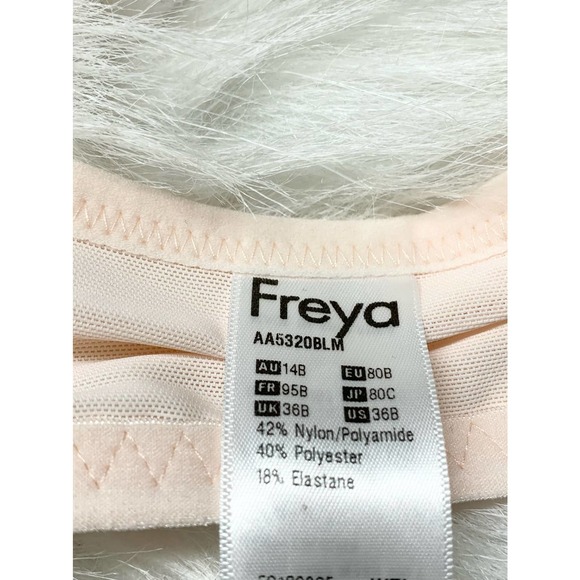 Freya
AA5320BLM
AU 14B EU 80B
FR 95B JP 80C
UK 36B US 36B
42% Nylon/Polyamide
40% Polyester
18% Elastane